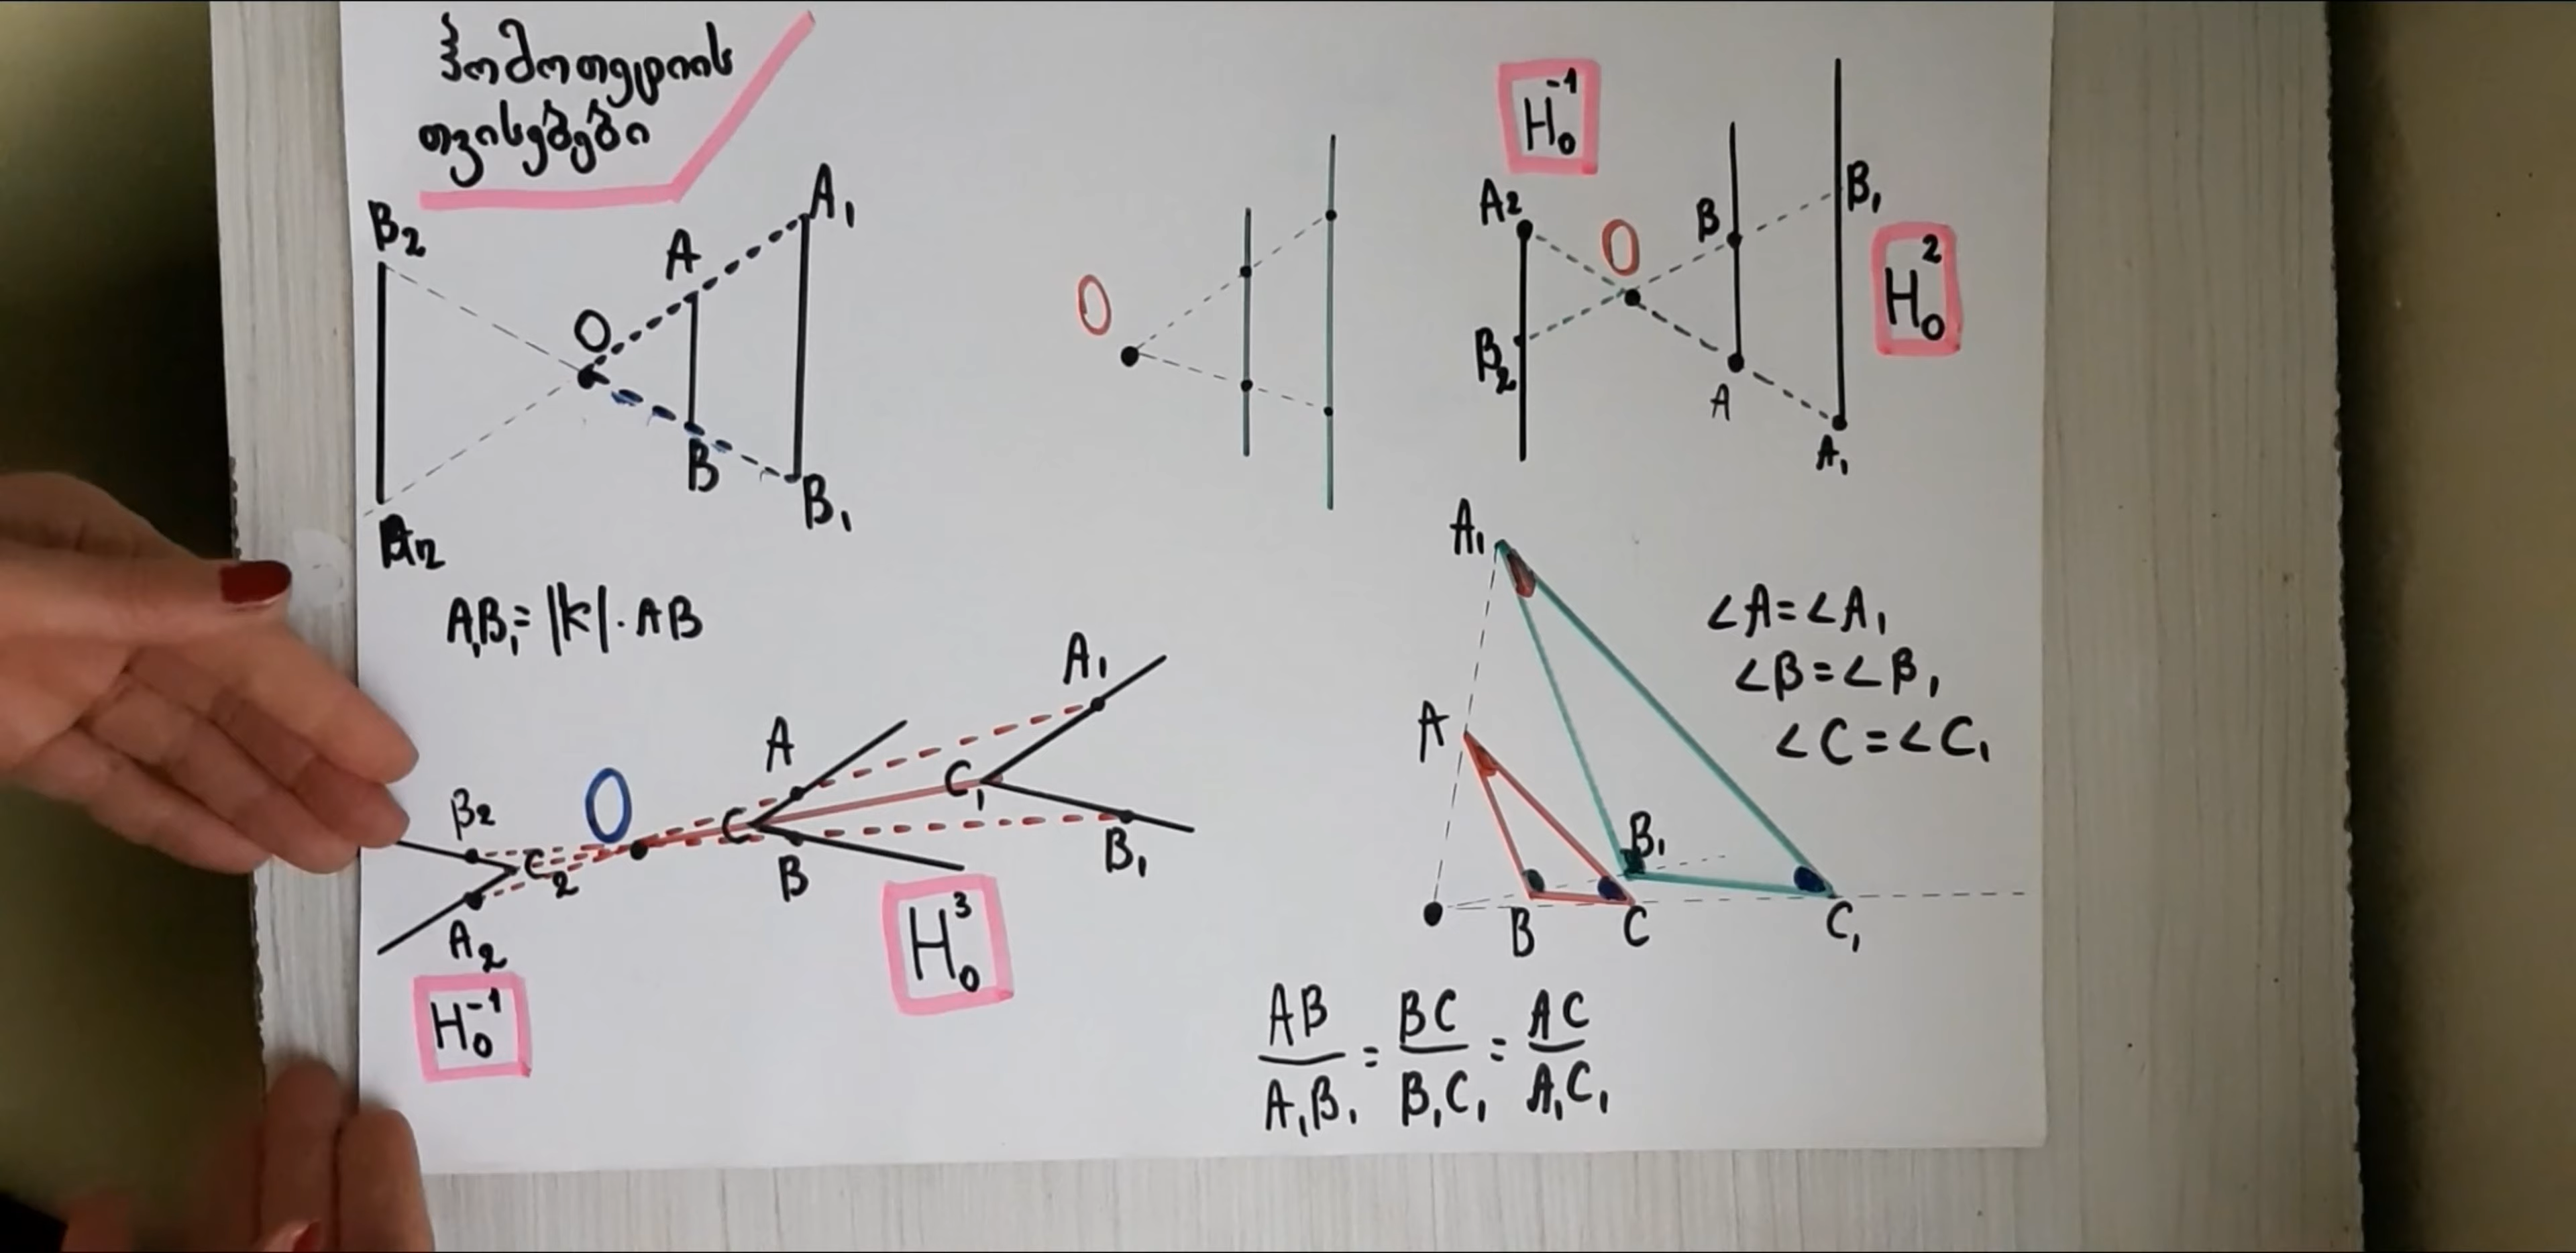 ჰომოთეტიის
თვისებები
B₂
A
A₁
O
B
B₁
A₂
A₁B₁ = |k| · AB
O
H₀⁻¹
A₂
O
B
B₁
B₂
A
A₁
H₀²
A
A₁
B₂
O
C
C₁
C₂
B
B₁
A₂
H₀³
H₀⁻¹
A₁
A
B₁
B
C
C₁
∠A = ∠A₁
∠B = ∠B₁
∠C = ∠C₁
AB/A₁B₁ = BC/B₁C₁ = AC/A₁C₁